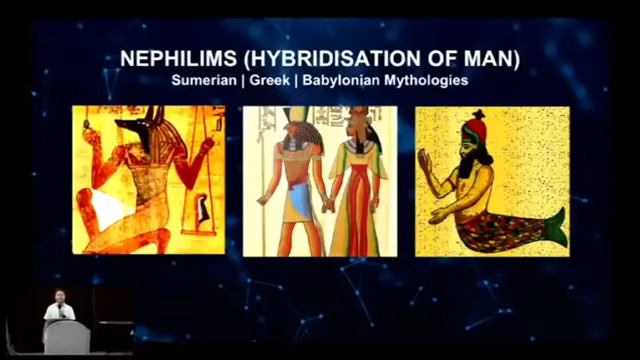 NEPHILIMS (HYBRIDISATION OF MAN)
Sumerian | Greek | Babylonian Mythologies